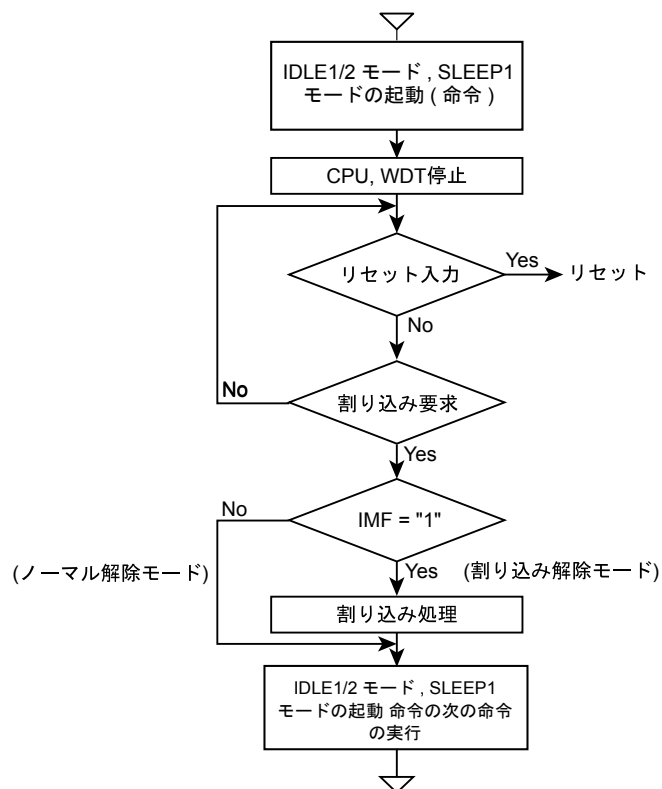 IDLE1/2 モード , SLEEP1
モードの起動 ( 命令 )
CPU, WDT停止
リセット入力
Yes
リセット
No
No
割り込み要求
Yes
No
IMF = "1"
(ノーマル解除モード)
Yes
(割り込み解除モード)
割り込み処理
IDLE1/2 モード , SLEEP1
モードの起動 命令の次の命令
の実行